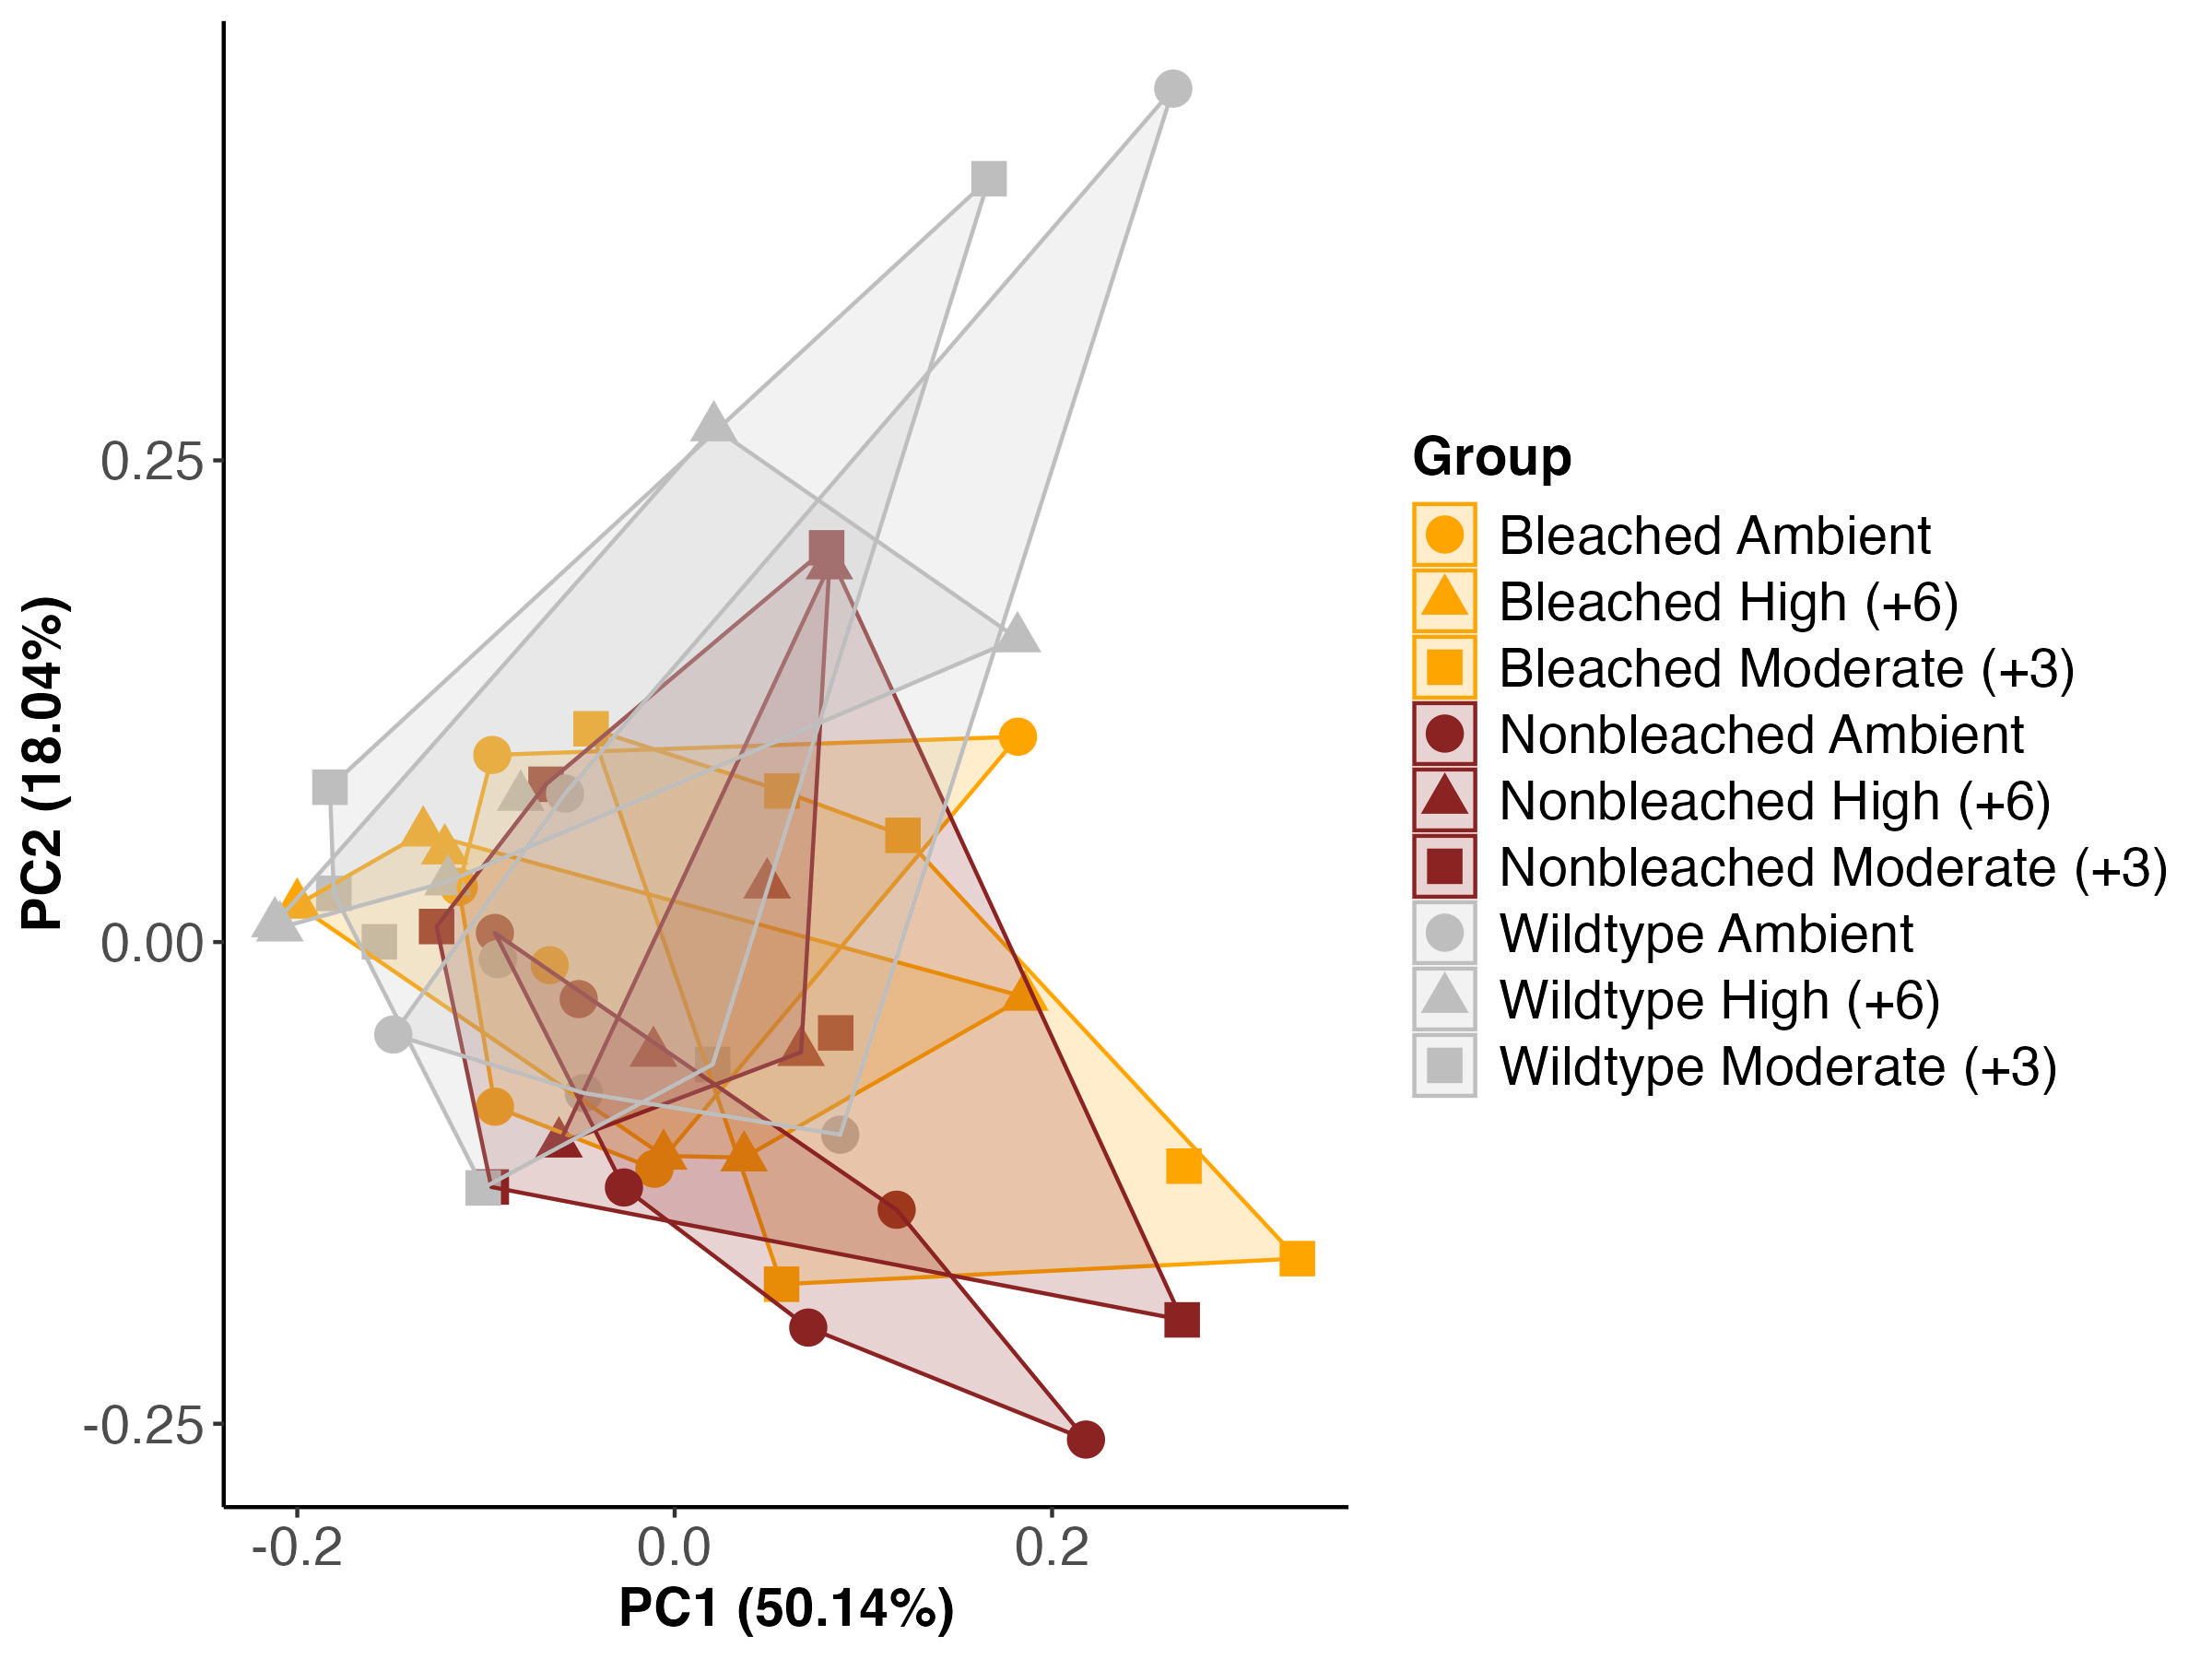 PC2 (18.04%)
0.25
0.00
-0.25
-0.2
0.0
0.2
PC1 (50.14%)
Group
Bleached Ambient
Bleached High (+6)
Bleached Moderate (+3)
Nonbleached Ambient
Nonbleached High (+6)
Nonbleached Moderate (+3)
Wildtype Ambient
Wildtype High (+6)
Wildtype Moderate (+3)